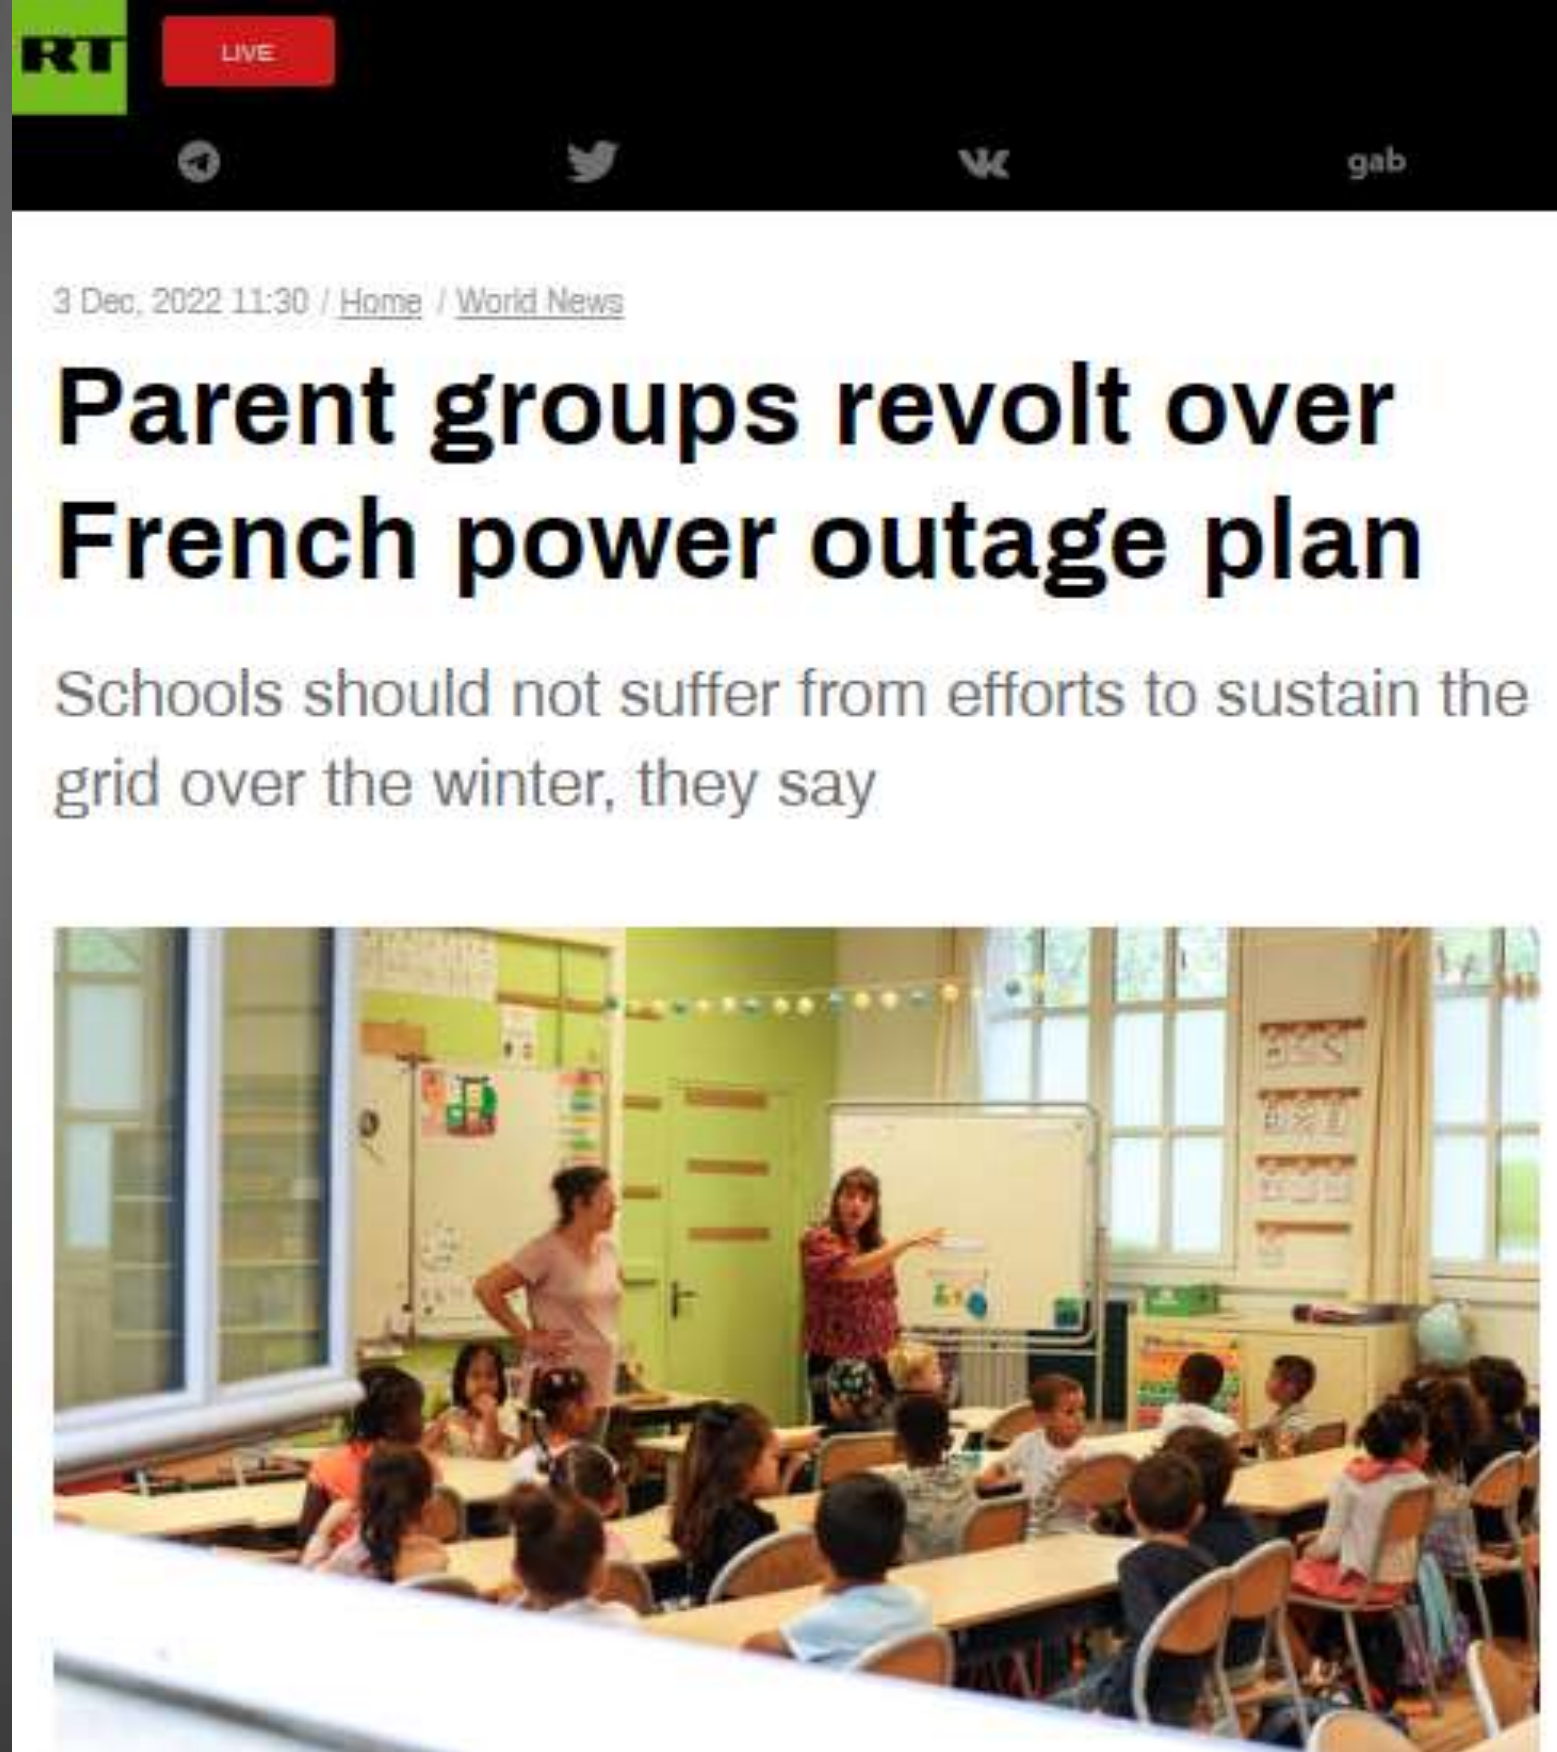 RT
LIVE
gab
3 Dec, 2022 11:30 / Home / World News
Parent groups revolt over
French power outage plan
Schools should not suffer from efforts to sustain the
grid over the winter, they say